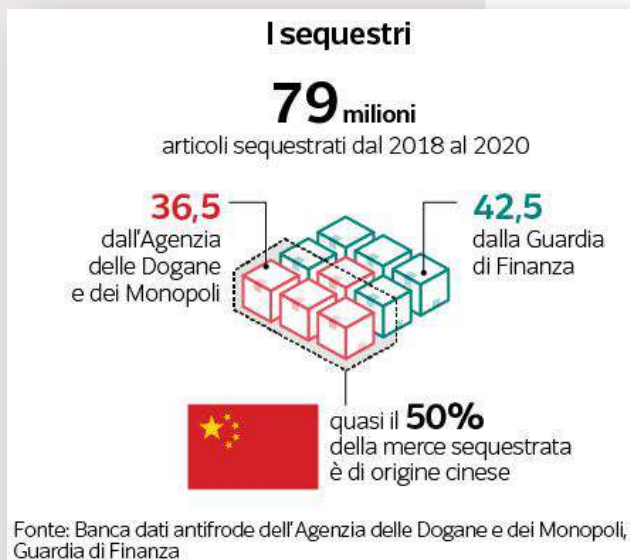 I sequestri
79 milioni
articoli sequestrati dal 2018 al 2020
36,5
dall'Agenzia
delle Dogane
e dei Monopoli
42,5
dalla Guardia
di Finanza
quasi il 50%
della merce sequestrata
è di origine cinese
Fonte: Banca dati antifrode dell'Agenzia delle Dogane e dei Monopoli,
Guardia di Finanza